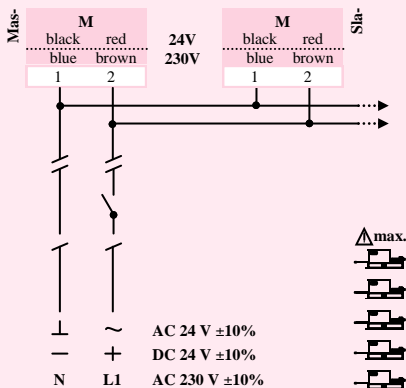 Mas-
M
black red
24V
M
black red
Sla-
blue brown
230V
blue brown
1 2
1 2
max.
⊥ ~ AC 24 V ±10%
− + DC 24 V ±10%
N L1 AC 230 V ±10%